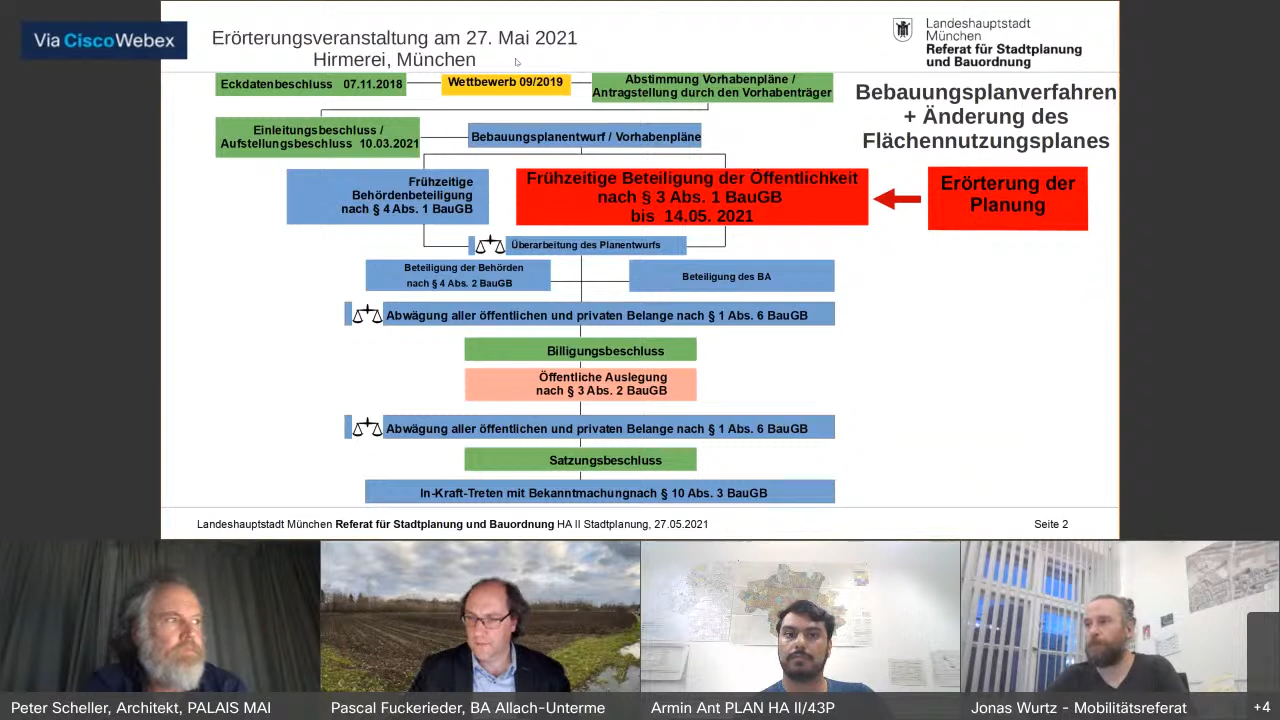 Via CiscoWebex
Erörterungsveranstaltung am 27. Mai 2021
Hirmerei, München
Landeshauptstadt
München
Referat für Stadtplanung
und Bauordnung
Eckdatenbeschluss 07.11.2018
Wettbewerb 09/2019
Abstimmung Vorhabenpläne /
Antragstellung durch den Vorhabenträger
Bebauungsplanverfahren
+ Änderung des
Flächennutzungsplanes
Einleitungsbeschluss /
Aufstellungsbeschluss 10.03.2021
Bebauungsplanentwurf / Vorhabenpläne
Frühzeitige
Behördenbeteiligung
nach § 4 Abs. 1 BauGB
Frühzeitige Beteiligung der Öffentlichkeit
nach § 3 Abs. 1 BauGB
bis 14.05. 2021
Erörterung der
Planung
Überarbeitung des Planentwurfs
Beteiligung der Behörden
nach § 4 Abs. 2 BauGB
Beteiligung des BA
Abwägung aller öffentlichen und privaten Belange nach § 1 Abs. 6 BauGB
Billigungsbeschluss
Öffentliche Auslegung
nach § 3 Abs. 2 BauGB
Abwägung aller öffentlichen und privaten Belange nach § 1 Abs. 6 BauGB
Satzungsbeschluss
In-Kraft-Treten mit Bekanntmachungnach § 10 Abs. 3 BauGB
Landeshauptstadt München Referat für Stadtplanung und Bauordnung HA II Stadtplanung, 27.05.2021
Seite 2
Peter Scheller, Architekt, PALAIS MAI
Pascal Fuckerieder, BA Allach-Unterme
Armin Ant PLAN HA II/43P
Jonas Wurtz - Mobilitätsreferat
+4